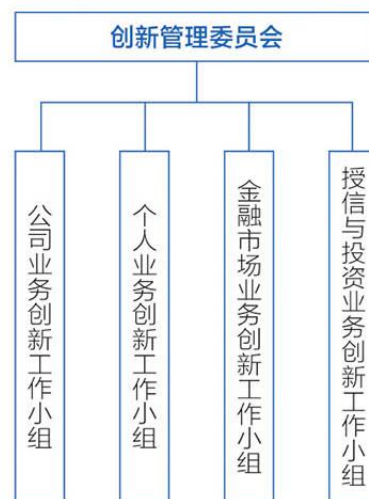 创新管理委员会
公司业务创新工作小组
个人业务创新工作小组
金融市场业务创新工作小组
授信与投资业务创新工作小组